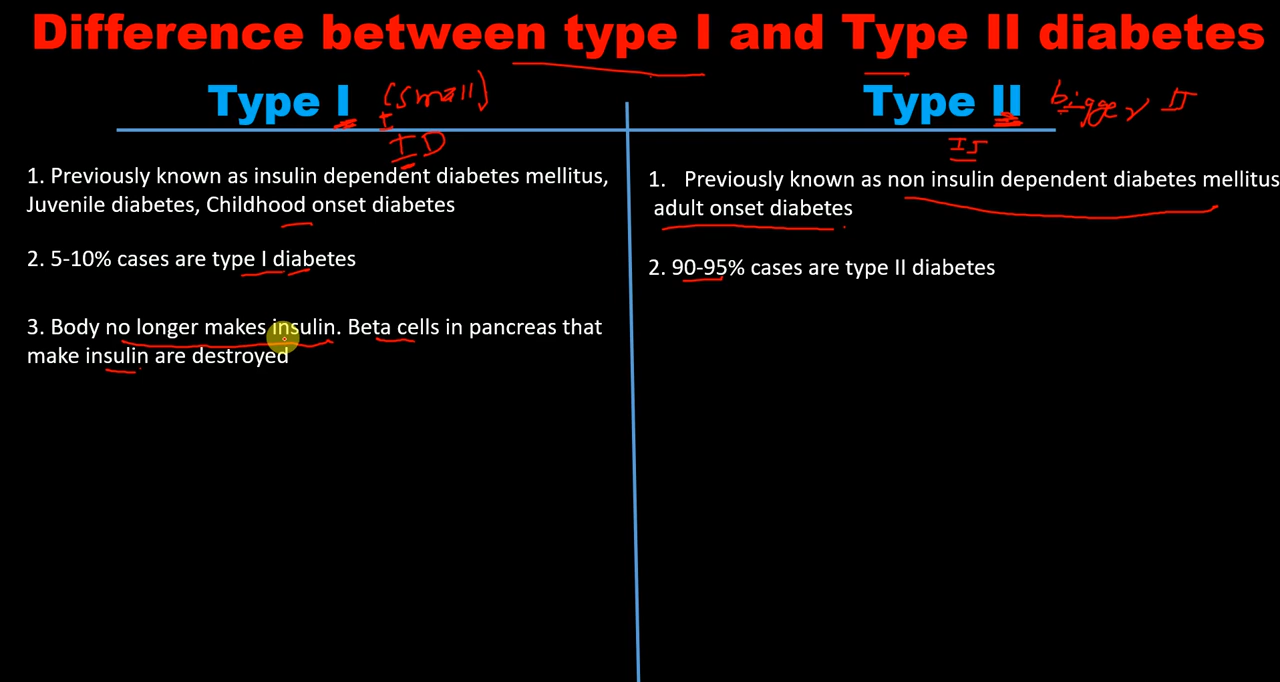 Difference between type I and Type II diabetes
Type I (small)
I
ID
1. Previously known as insulin dependent diabetes mellitus,
Juvenile diabetes, Childhood onset diabetes
2. 5-10% cases are type I diabetes
3. Body no longer makes insulin. Beta cells in pancreas that
make insulin are destroyed
Type II bigger II
1. Previously known as non insulin dependent diabetes mellitus
adult onset diabetes
2. 90-95% cases are type II diabetes